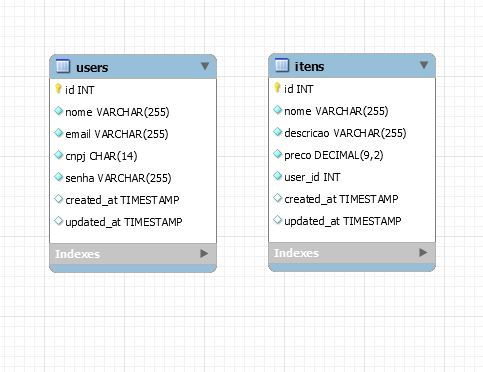 users
id INT
nome VARCHAR(255)
email VARCHAR(255)
cnpj CHAR(14)
senha VARCHAR(255)
created_at TIMESTAMP
updated_at TIMESTAMP
Indexes
itens
id INT
nome VARCHAR(255)
descricao VARCHAR(255)
preco DECIMAL(9,2)
user_id INT
created_at TIMESTAMP
updated_at TIMESTAMP
Indexes